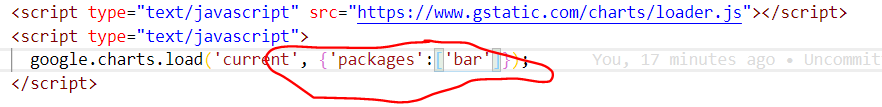 <script type="text/javascript" src="https://www.gstatic.com/charts/loader.js"></script>
<script type="text/javascript">
google.charts.load('current', {'packages':['bar']}); You, 17 minutes ago • Uncommit
</script>